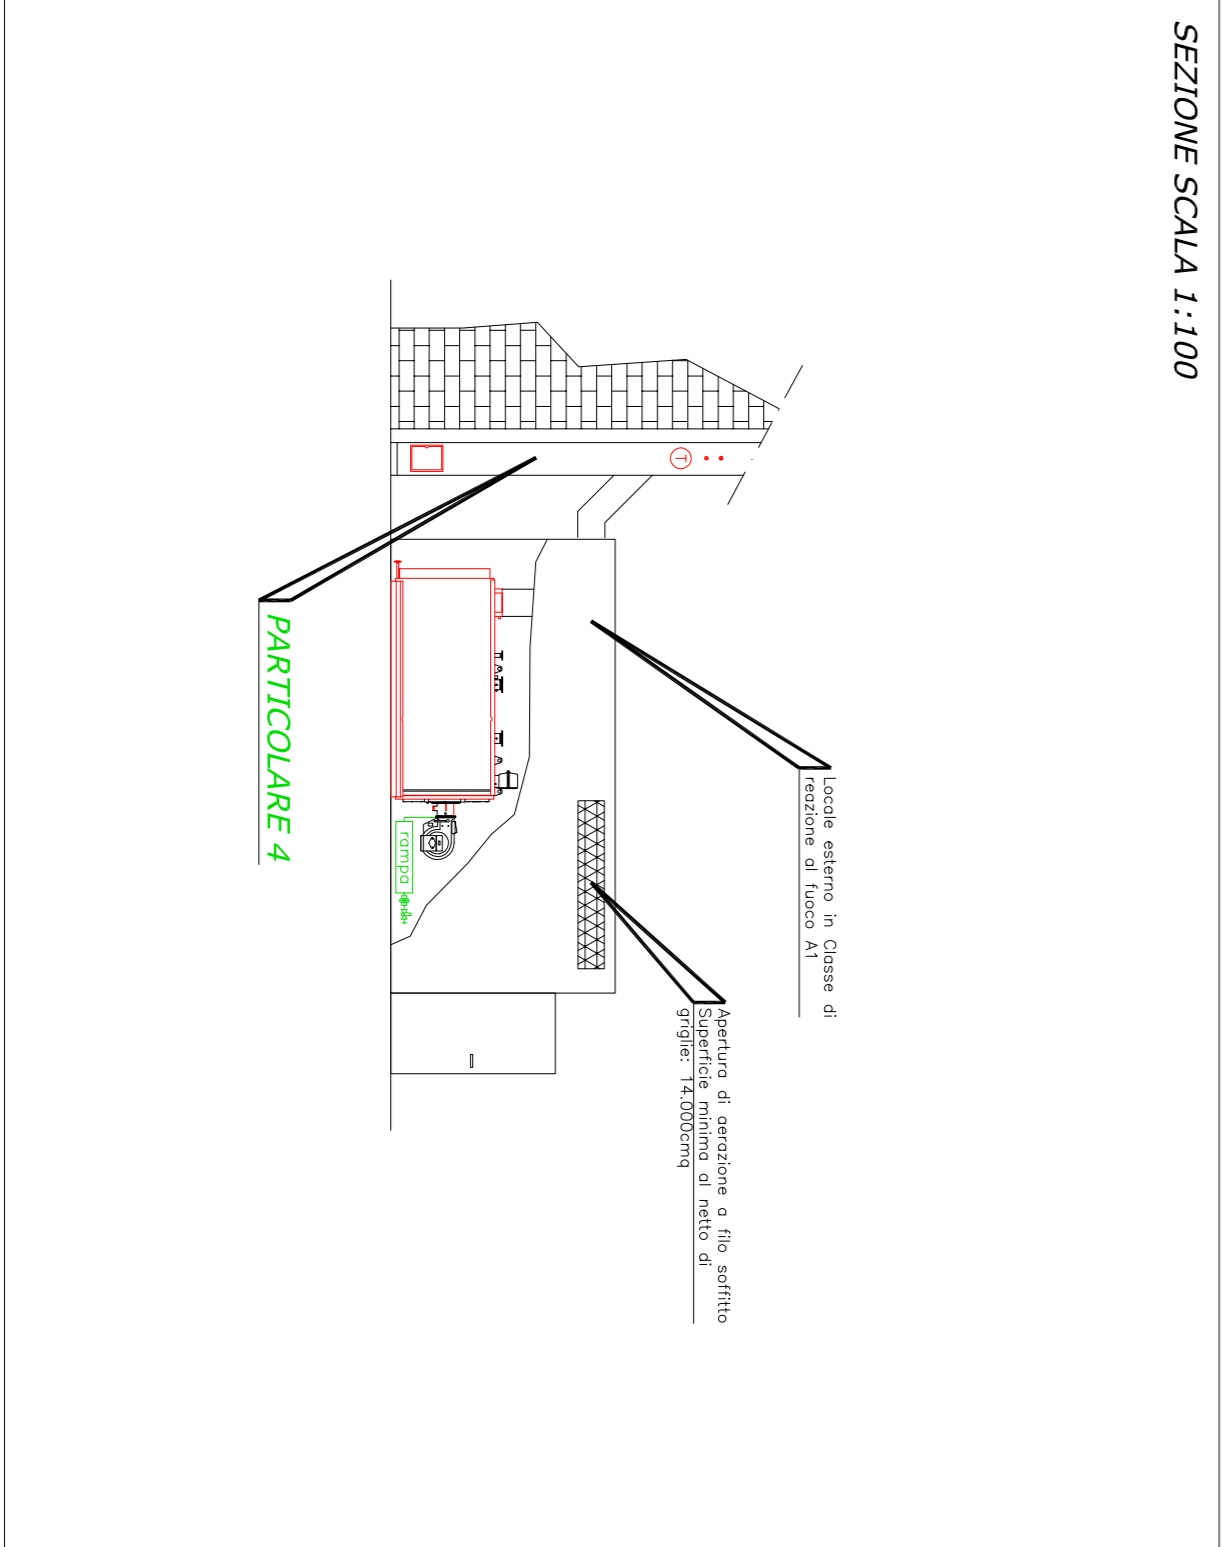 SEZIONE SCALA 1:100
Locale esterno in Classe di
reazione al fuoco A1
Apertura di aerazione a filo soffitto
Superficie minima al netto di
griglie: 14.000cmq
T
rampa
PARTICOLARE 4